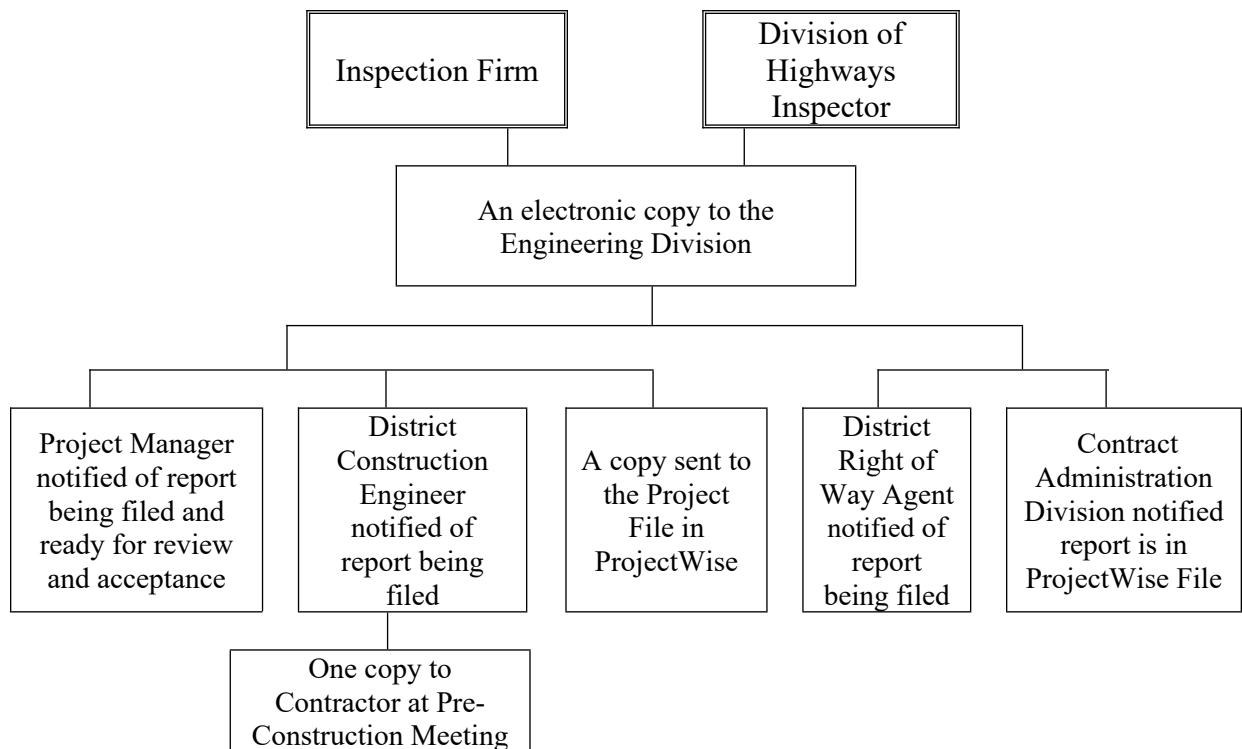 Inspection Firm
Division of
Highways
Inspector
An electronic copy to the
Engineering Division
Project Manager
notified of report
being filed and
ready for review
and acceptance
District
Construction
Engineer
notified of
report being
filed
A copy sent to
the Project
File in
ProjectWise
District
Right of
Way Agent
notified of
report
being filed
Contract
Administration
Division notified
report is in
ProjectWise File
One copy to
Contractor at Pre-
Construction Meeting